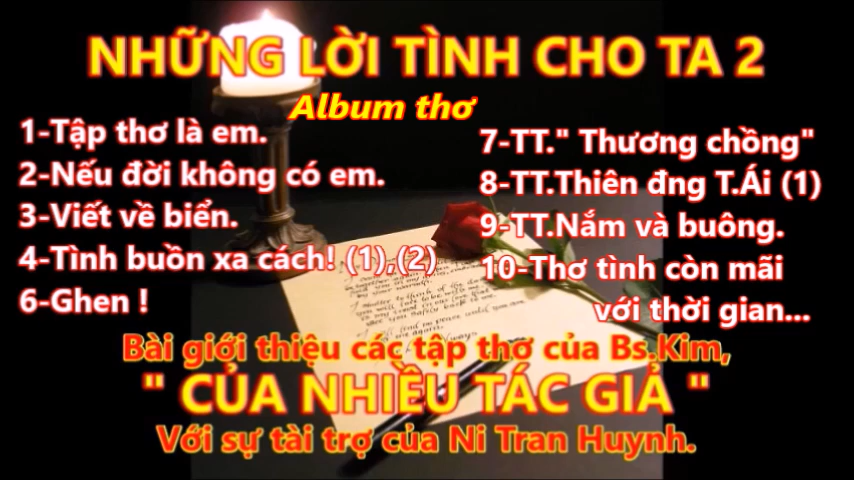 NHỮNG LỜI TÌNH CHO TA 2
Album thơ
1-Tập thơ là em.
2-Nếu đời không có em.
3-Viết về biển.
4-Tình buồn xa cách! (1),(2)
6-Ghen !
7-TT." Thương chồng"
8-TT.Thiên đng T.Ái (1)
9-TT.Nắm và buông.
10-Thơ tình còn mãi
với thời gian...
Bài giới thiệu các tập thơ của Bs.Kim,
" CỦA NHIỀU TÁC GIẢ "
Với sự tài trợ của Ni Tran Huynh.